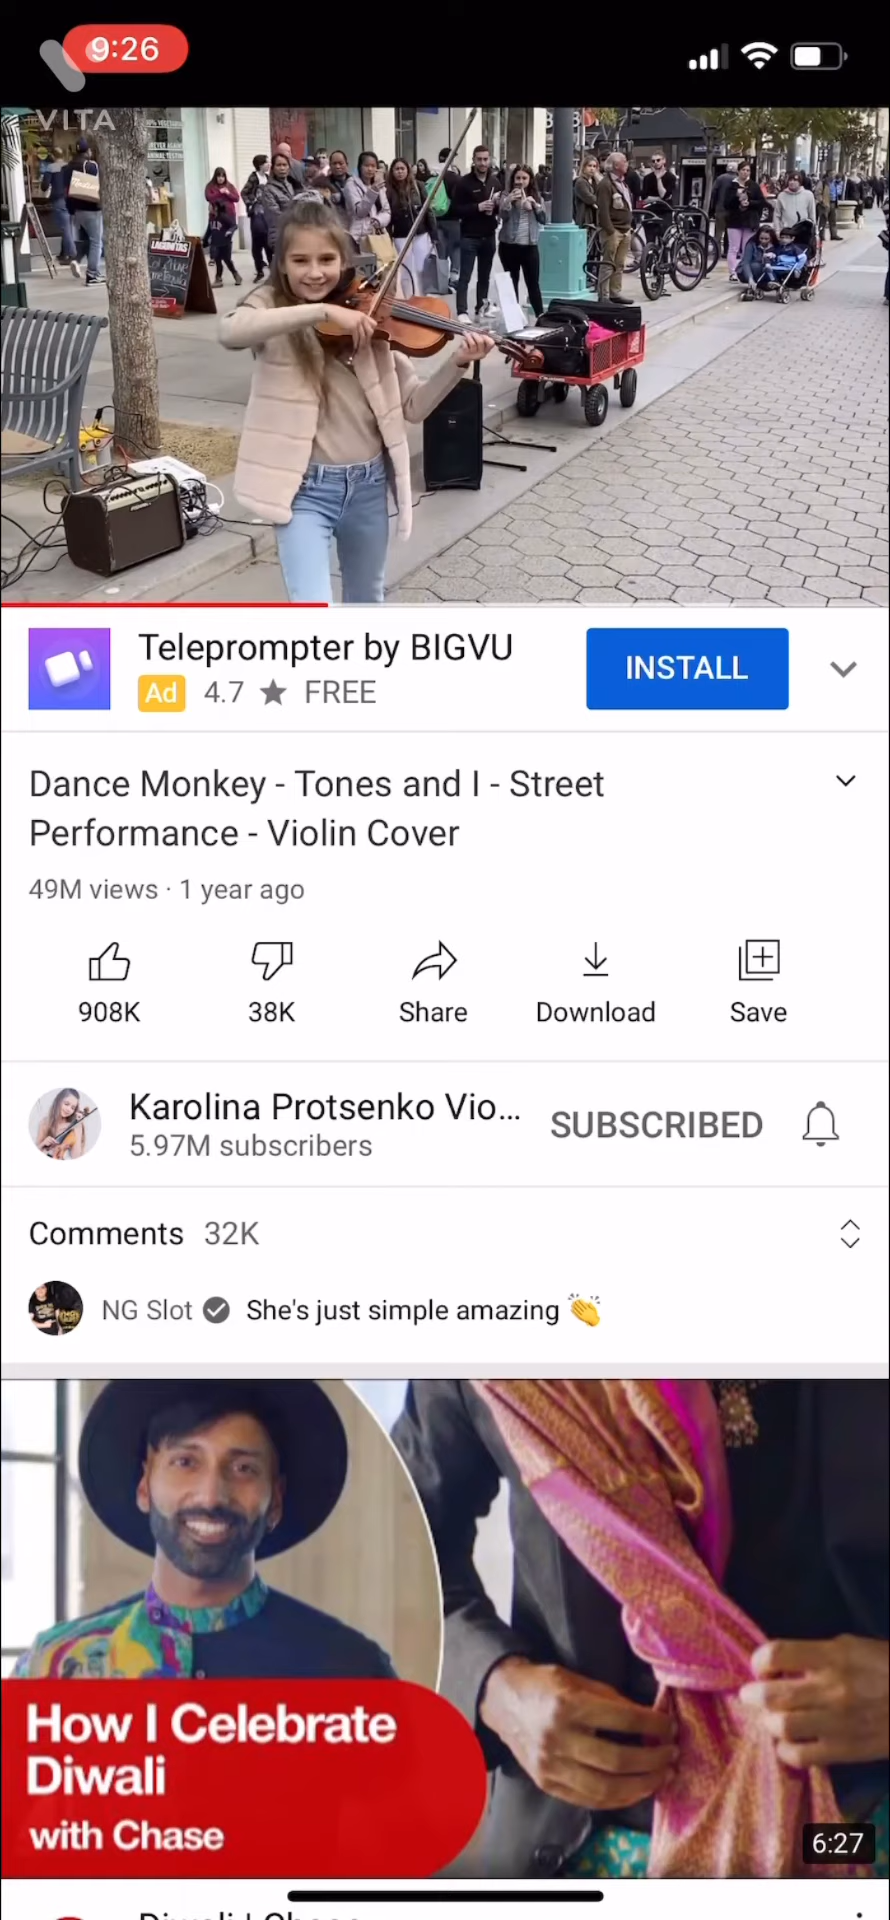 9:26
VITA
Teleprompter by BIGVU
Ad 4.7 ★ FREE
INSTALL
Dance Monkey - Tones and I - Street
Performance - Violin Cover
49M views · 1 year ago
908K
38K
Share
Download
Save
Karolina Protsenko Vio...
5.97M subscribers
SUBSCRIBED
Comments 32K
NG Slot She's just simple amazing 👏
How I Celebrate
Diwali
with Chase
6:27